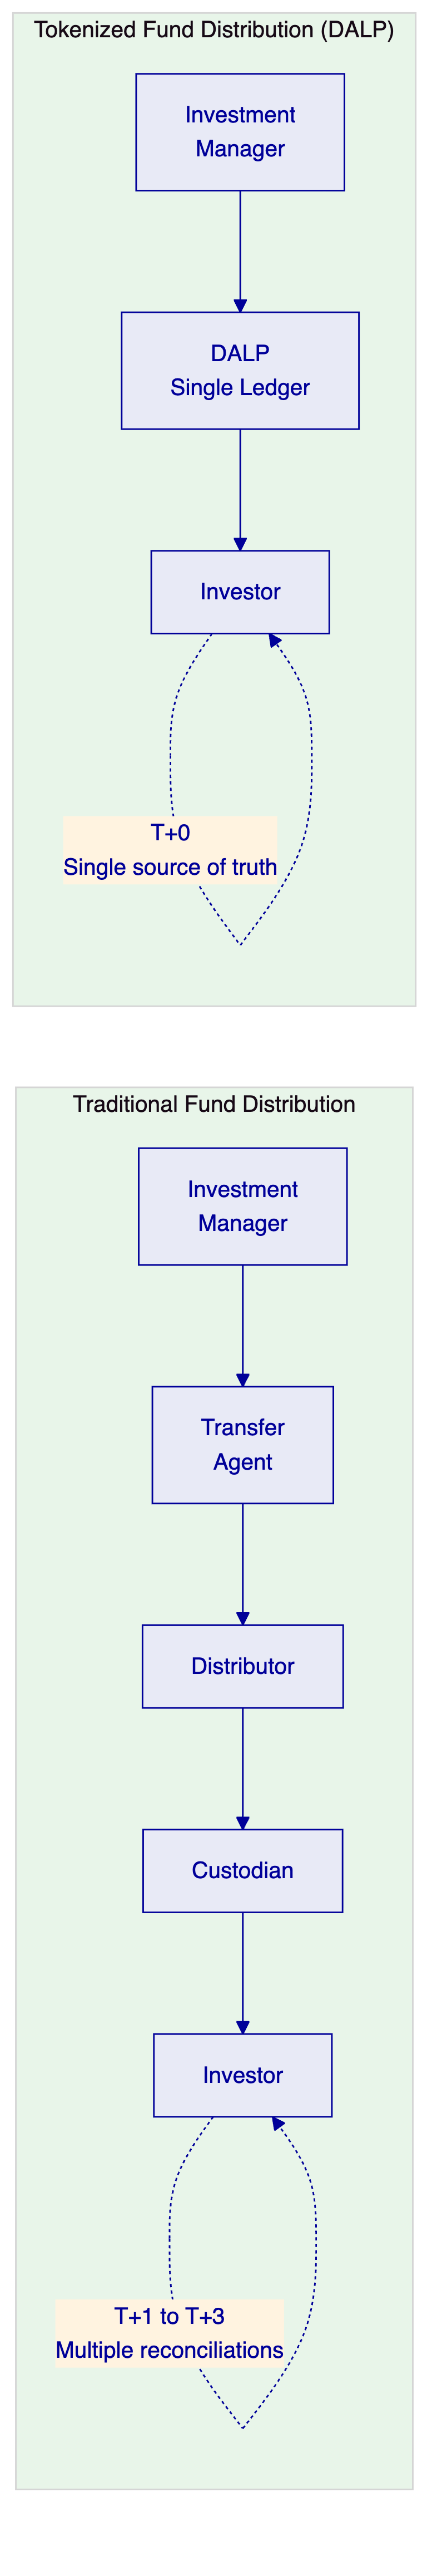 Tokenized Fund Distribution (DALP)
Investment
Manager
DALP
Single Ledger
Investor
T+0
Single source of truth
Traditional Fund Distribution
Investment
Manager
Transfer
Agent
Distributor
Custodian
Investor
T+1 to T+3
Multiple reconciliations